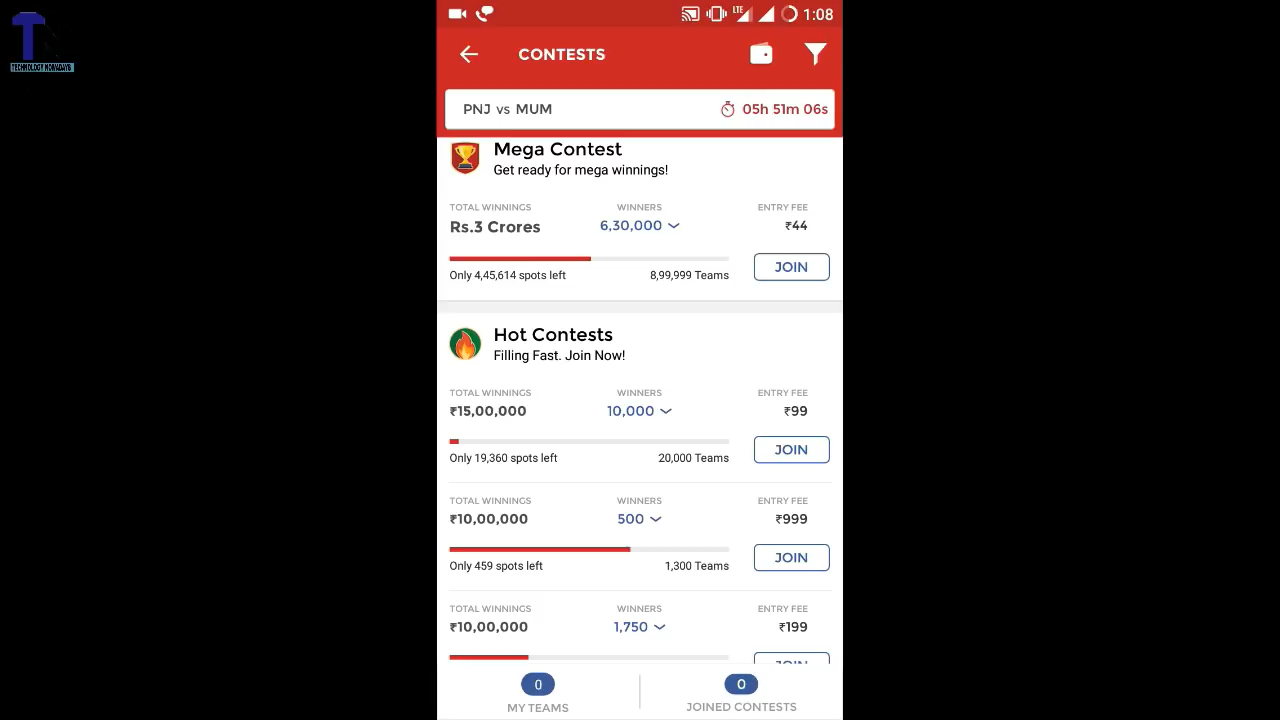 TECHNOLOGY NOWADAYS
LTE 1:08
CONTESTS
PNJ vs MUM 05h 51m 06s
Mega Contest
Get ready for mega winnings!
TOTAL WINNINGS WINNERS ENTRY FEE
Rs.3 Crores 6,30,000 ₹44
Only 4,45,614 spots left 8,99,999 Teams JOIN
Hot Contests
Filling Fast. Join Now!
TOTAL WINNINGS WINNERS ENTRY FEE
₹15,00,000 10,000 ₹99
Only 19,360 spots left 20,000 Teams JOIN
TOTAL WINNINGS WINNERS ENTRY FEE
₹10,00,000 500 ₹999
Only 459 spots left 1,300 Teams JOIN
TOTAL WINNINGS WINNERS ENTRY FEE
₹10,00,000 1,750 ₹199
JOIN
0 0
MY TEAMS JOINED CONTESTS